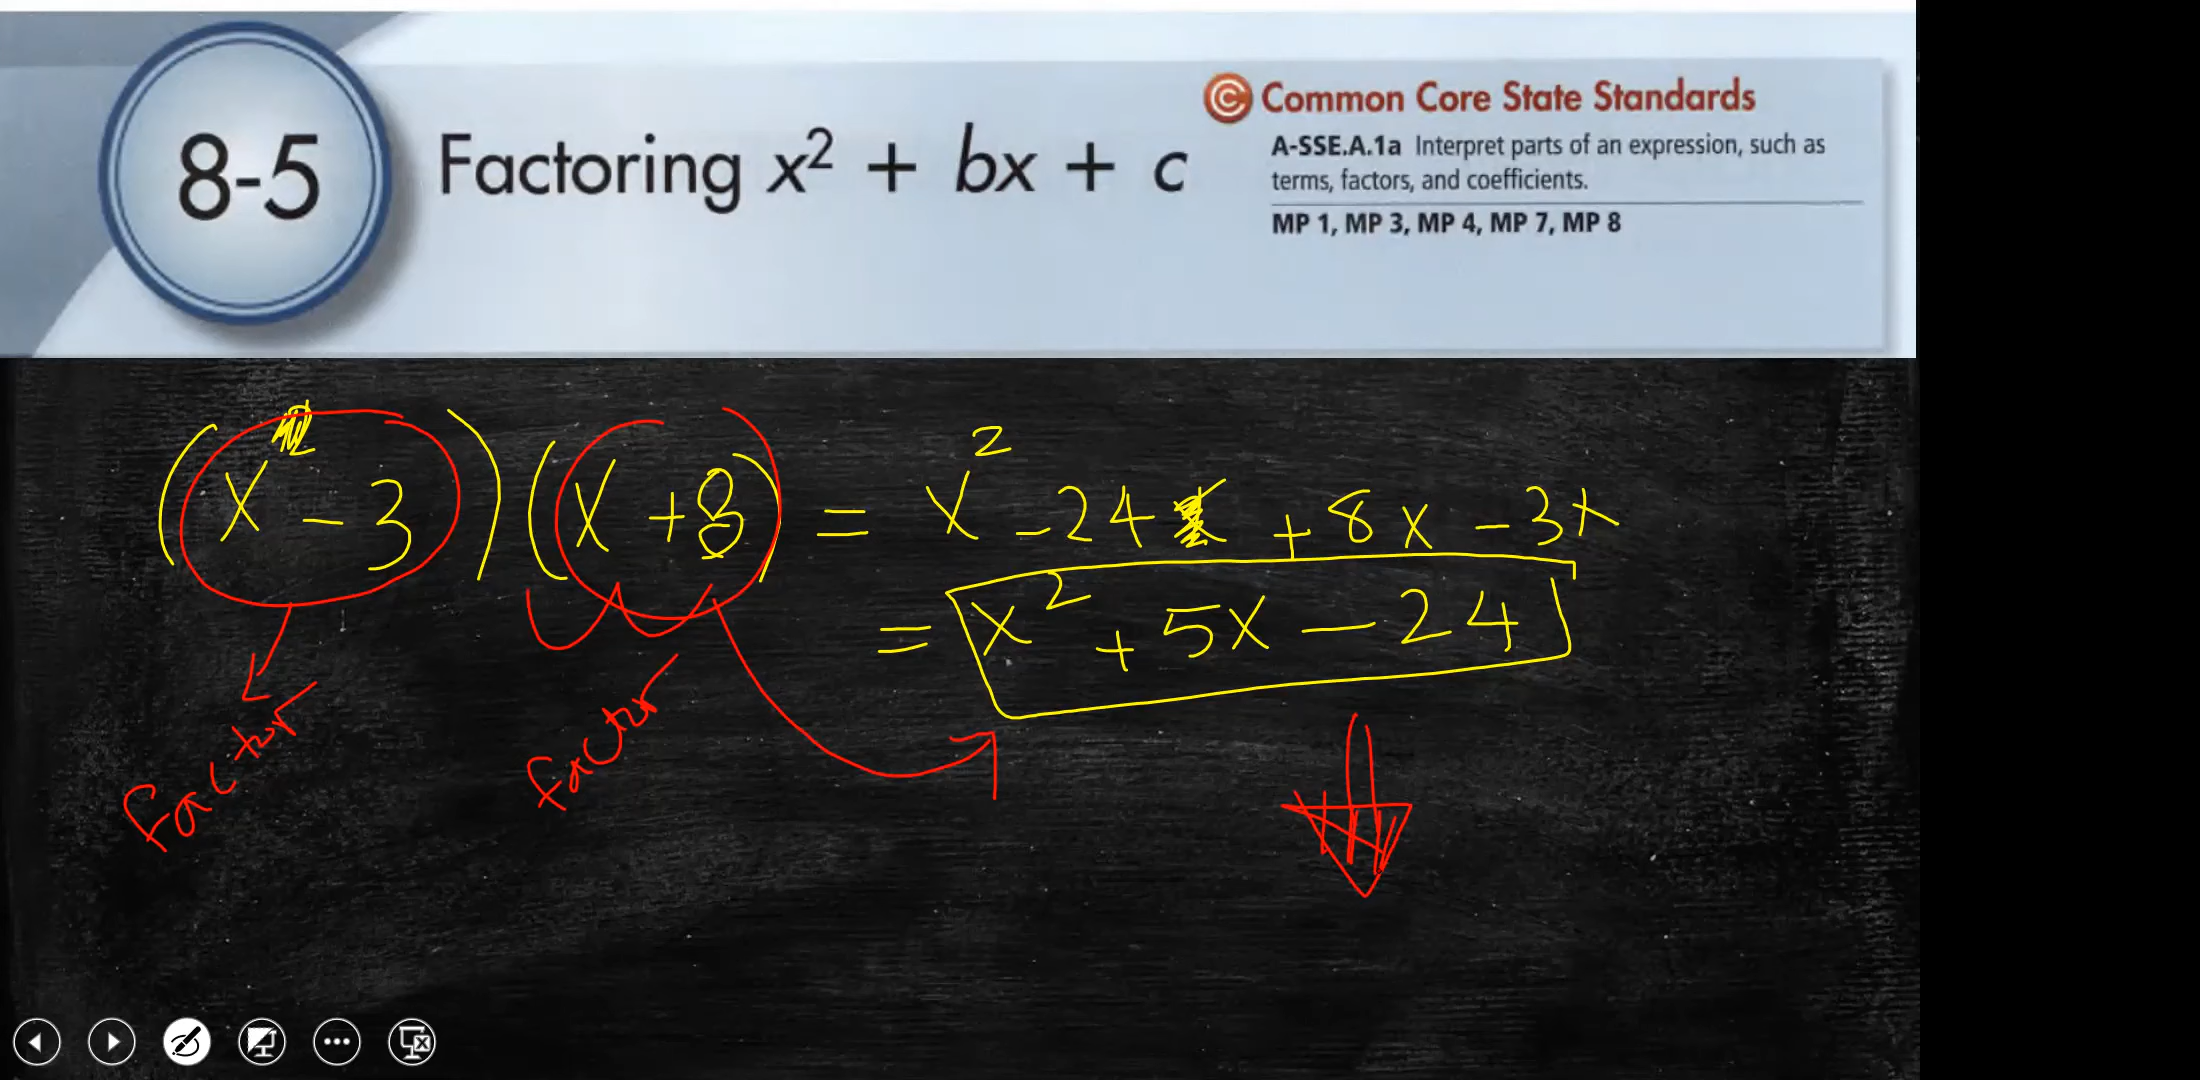 8-5 Factoring x² + bx + c
© Common Core State Standards
A-SSE.A.1a Interpret parts of an expression, such as
terms, factors, and coefficients.
MP 1, MP 3, MP 4, MP 7, MP 8
(x - 3)(x + 8) = x² - 24 + 8x - 3x
= x² + 5x - 24
factor factor